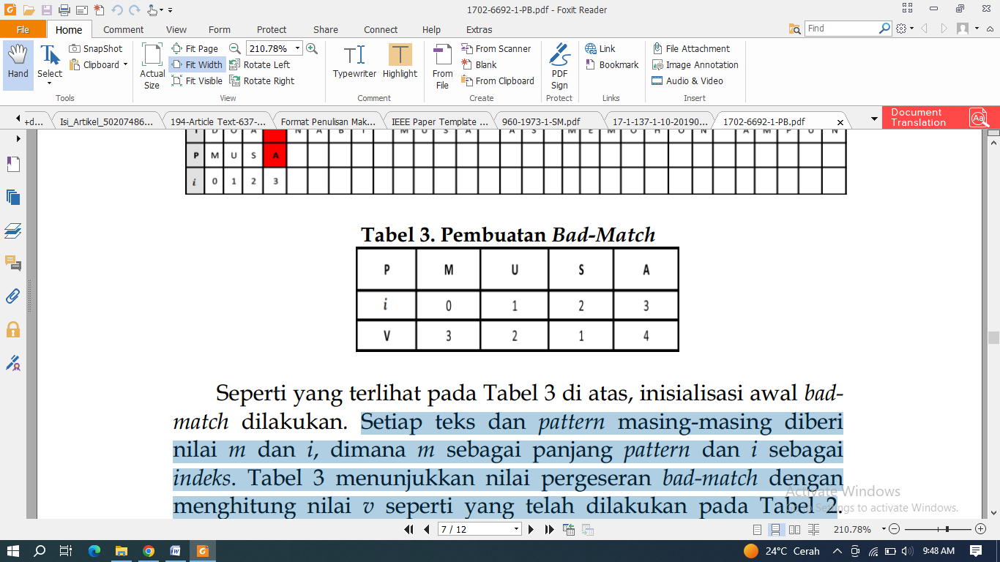 1702-6692-1-PB.pdf - Foxit Reader
File Home Comment View Form Protect Share Connect Help Extras Find
Hand Select SnapShot Clipboard Actual Size Fit Page Fit Width Fit Visible 210.78% Rotate Left Rotate Right Typewriter Highlight From File From Scanner Blank From Clipboard PDF Sign Link Bookmark File Attachment Image Annotation Audio & Video
Tools View Comment Create Protect Links Insert
+d... Isi_Artikel_50207486... 194-Article Text-637-... Format Penulisan Mak... IEEE Paper Template ... 960-1973-1-SM.pdf 17-1-137-1-10-20190... 1702-6692-1-PB.pdf Document Translation Aa
T D O A N A B I M U S A A S M E M O H O N A M P U N
P M U S A
i 0 1 2 3
Tabel 3. Pembuatan Bad-Match
P M U S A
i 0 1 2 3
V 3 2 1 4
Seperti yang terlihat pada Tabel 3 di atas, inisialisasi awal bad-
match dilakukan. Setiap teks dan pattern masing-masing diberi
nilai m dan i, dimana m sebagai panjang pattern dan i sebagai
indeks. Tabel 3 menunjukkan nilai pergeseran bad-match dengan
menghitung nilai v seperti yang telah dilakukan pada Tabel 2.
Activate Windows
Go to Settings to activate Windows.
7 / 12 210.78%
24°C Cerah 9:48 AM